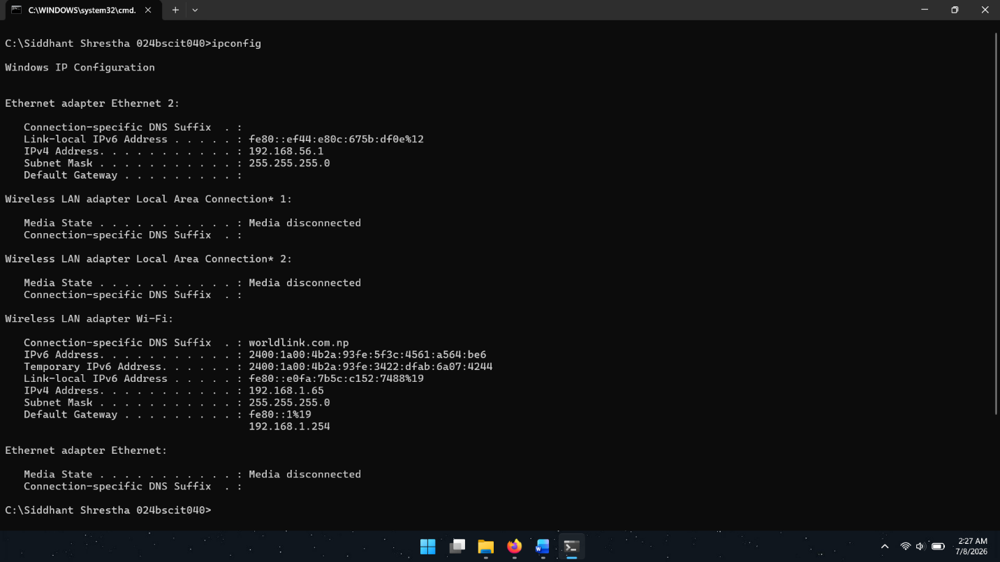 C:\WINDOWS\system32\cmd.
C:\Siddhant Shrestha 024bscit040>ipconfig
Windows IP Configuration
Ethernet adapter Ethernet 2:
Connection-specific DNS Suffix  . :
Link-local IPv6 Address . . . . . : fe80::ef44:e80c:675b:df0e%12
IPv4 Address. . . . . . . . . . . : 192.168.56.1
Subnet Mask . . . . . . . . . . . : 255.255.255.0
Default Gateway . . . . . . . . . :
Wireless LAN adapter Local Area Connection* 1:
Media State . . . . . . . . . . . : Media disconnected
Connection-specific DNS Suffix  . :
Wireless LAN adapter Local Area Connection* 2:
Media State . . . . . . . . . . . : Media disconnected
Connection-specific DNS Suffix  . :
Wireless LAN adapter Wi-Fi:
Connection-specific DNS Suffix  . : worldlink.com.np
IPv6 Address. . . . . . . . . . . : 2400:1a00:4b2a:93fe:5f3c:4561:a564:be6
Temporary IPv6 Address. . . . . . : 2400:1a00:4b2a:93fe:3422:dfab:6a07:4244
Link-local IPv6 Address . . . . . : fe80::e0fa:7b5c:c152:7488%19
IPv4 Address. . . . . . . . . . . : 192.168.1.65
Subnet Mask . . . . . . . . . . . : 255.255.255.0
Default Gateway . . . . . . . . . : fe80::1%19
192.168.1.254
Ethernet adapter Ethernet:
Media State . . . . . . . . . . . : Media disconnected
Connection-specific DNS Suffix  . :
C:\Siddhant Shrestha 024bscit040>
2:27 AM
7/8/2026